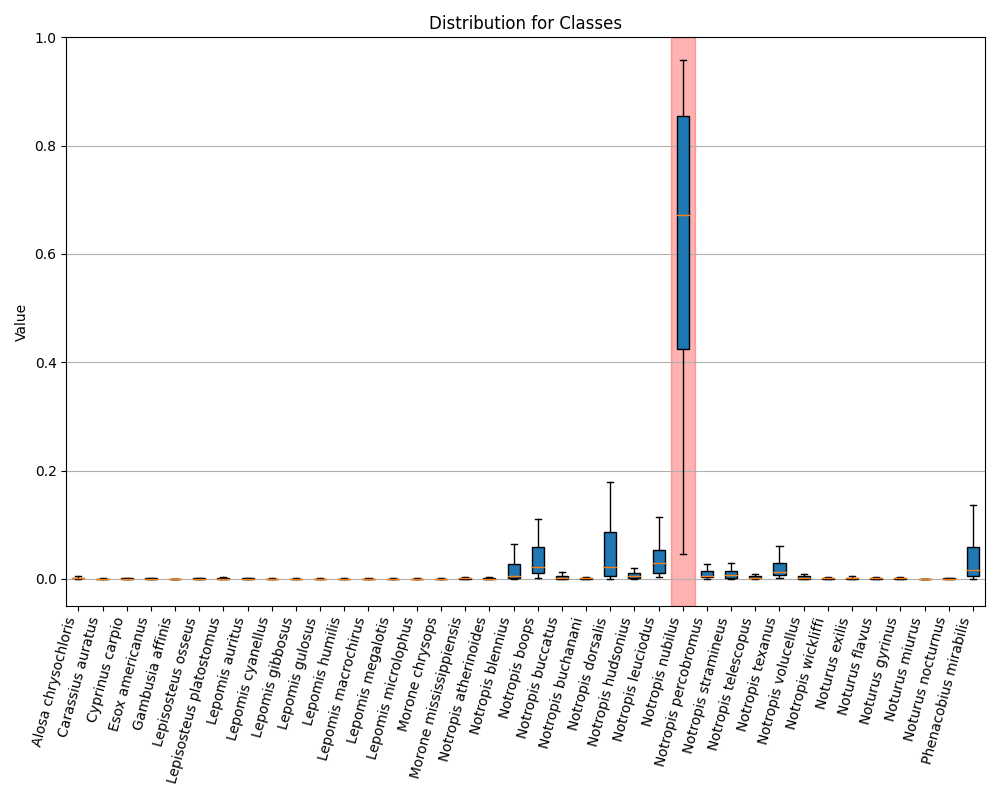 Distribution for Classes
Value
1.0
0.8
0.6
0.4
0.2
0.0
Alosa chrysochloris
Carassius auratus
Cyprinus carpio
Esox americanus
Gambusia affinis
Lepisosteus osseus
Lepisosteus platostomus
Lepomis auritus
Lepomis cyanellus
Lepomis gibbosus
Lepomis gulosus
Lepomis humilis
Lepomis macrochirus
Lepomis megalotis
Lepomis microlophus
Morone chrysops
Morone mississippiensis
Notropis atherinoides
Notropis blennius
Notropis boops
Notropis buccatus
Notropis buchanani
Notropis dorsalis
Notropis hudsonius
Notropis leuciodus
Notropis nubilus
Notropis percobromus
Notropis stramineus
Notropis telescopus
Notropis texanus
Notropis volucellus
Notropis wickliffi
Noturus exilis
Noturus flavus
Noturus gyrinus
Noturus miurus
Noturus nocturnus
Phenacobius mirabilis